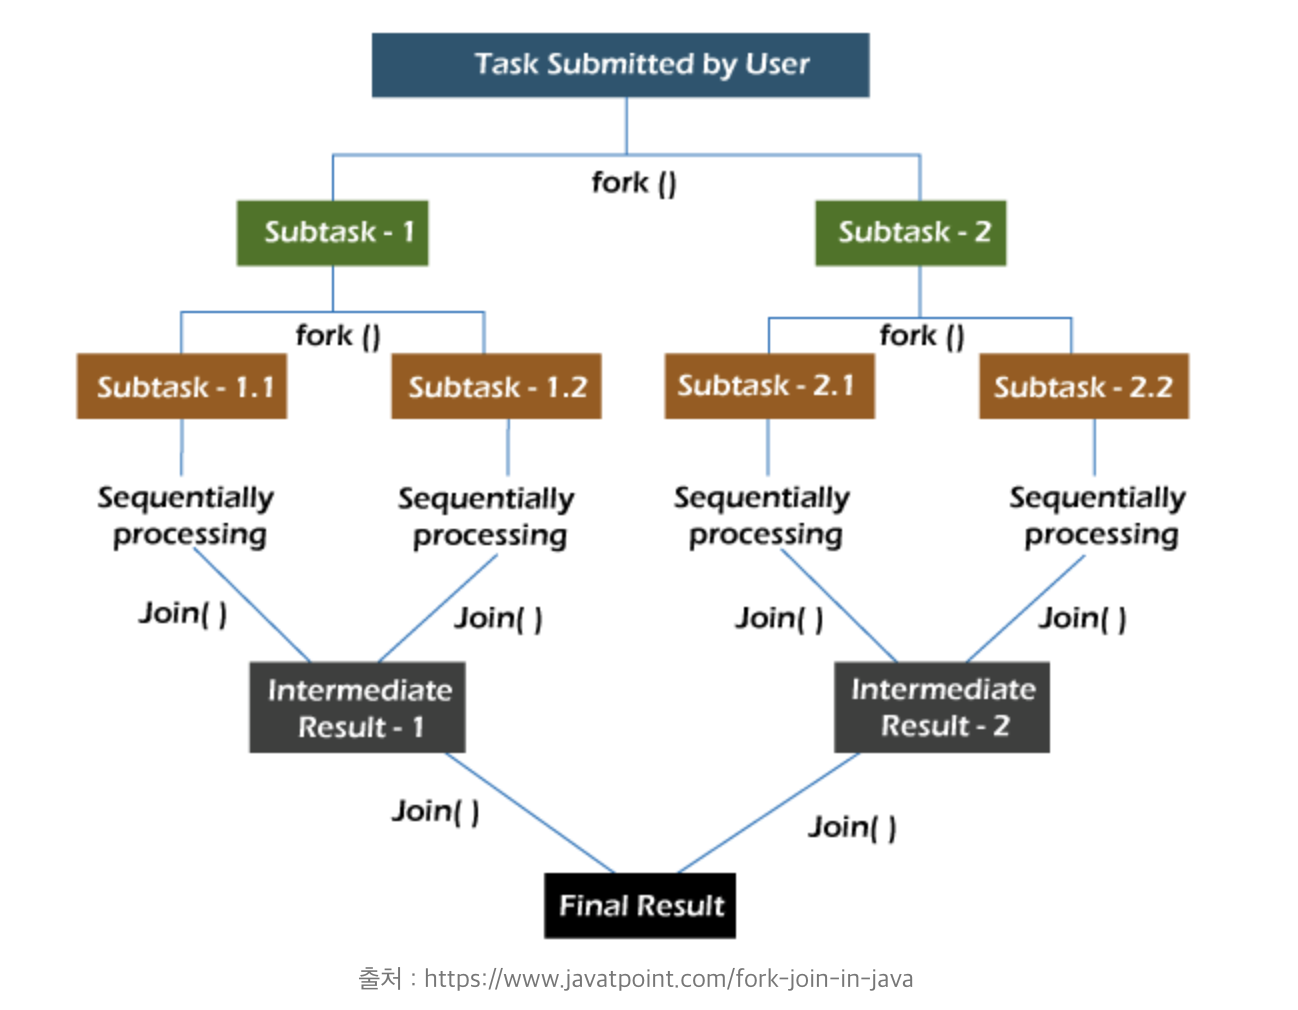 Task Submitted by User
fork ()
Subtask - 1
Subtask - 2
fork ()
fork ()
Subtask - 1.1
Subtask - 1.2
Subtask - 2.1
Subtask - 2.2
Sequentially
processing
Sequentially
processing
Sequentially
processing
Sequentially
processing
Join( )
Join( )
Join( )
Join( )
Intermediate
Result - 1
Intermediate
Result - 2
Join( )
Join( )
Final Result
출처 : https://www.javatpoint.com/fork-join-in-java